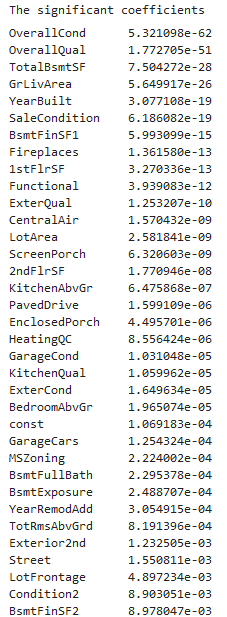 The significant coefficients
OverallCond 5.321098e-62
OverallQual 1.772705e-51
TotalBsmtSF 7.504272e-28
GrLivArea 5.649917e-26
YearBuilt 3.077108e-19
SaleCondition 6.186082e-19
BsmtFinSF1 5.993099e-15
Fireplaces 1.361580e-13
1stFlrSF 3.270336e-13
Functional 3.939083e-12
ExterQual 1.253207e-10
CentralAir 1.570432e-09
LotArea 2.581841e-09
ScreenPorch 6.320603e-09
2ndFlrSF 1.770946e-08
KitchenAbvGr 6.475868e-07
PavedDrive 1.599109e-06
EnclosedPorch 4.495701e-06
HeatingQC 8.556424e-06
GarageCond 1.031048e-05
KitchenQual 1.059962e-05
ExterCond 1.649634e-05
BedroomAbvGr 1.965074e-05
const 1.069183e-04
GarageCars 1.254324e-04
MSZoning 2.224002e-04
BsmtFullBath 2.295378e-04
BsmtExposure 2.488707e-04
YearRemodAdd 3.054915e-04
TotRmsAbvGrd 8.191396e-04
Exterior2nd 1.232505e-03
Street 1.550811e-03
LotFrontage 4.897234e-03
Condition2 8.903051e-03
BsmtFinSF2 8.978047e-03